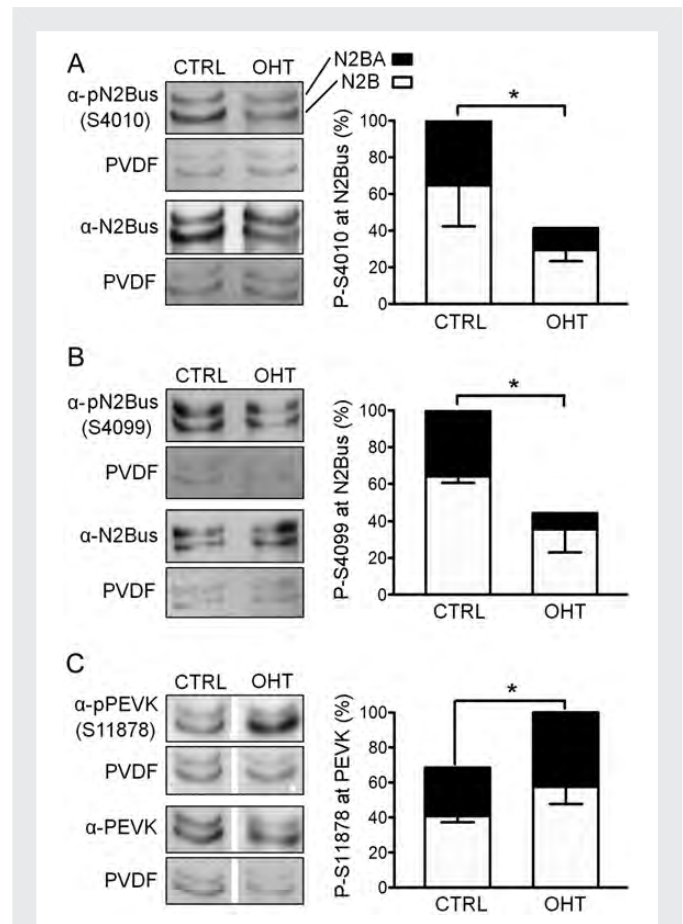 A
CTRL OHT
N2BA
N2B
α-pN2Bus
(S4010)
PVDF
α-N2Bus
PVDF
P-S4010 at N2Bus (%)
100
80
60
40
20
0
*
CTRL OHT
B
CTRL OHT
α-pN2Bus
(S4099)
PVDF
α-N2Bus
PVDF
P-S4099 at N2Bus (%)
100
80
60
40
20
0
*
CTRL OHT
C
CTRL OHT
α-pPEVK
(S11878)
PVDF
α-PEVK
PVDF
P-S11878 at PEVK (%)
100
80
60
40
20
0
*
CTRL OHT